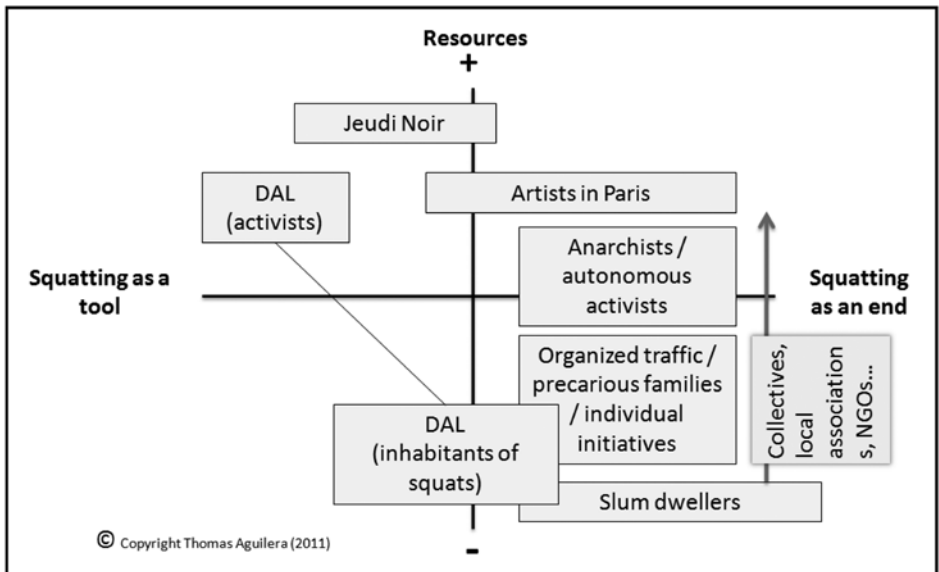 Resources
+
Jeudi Noir
DAL
(activists)
Artists in Paris
Anarchists /
autonomous
activists
Squatting as a
tool
Squatting
as an end
Organized traffic /
precarious families
/ individual
initiatives
Collectives,
local
association
s, NGOs...
DAL
(inhabitants of
squats)
Slum dwellers
© Copyright Thomas Aguilera (2011)
-